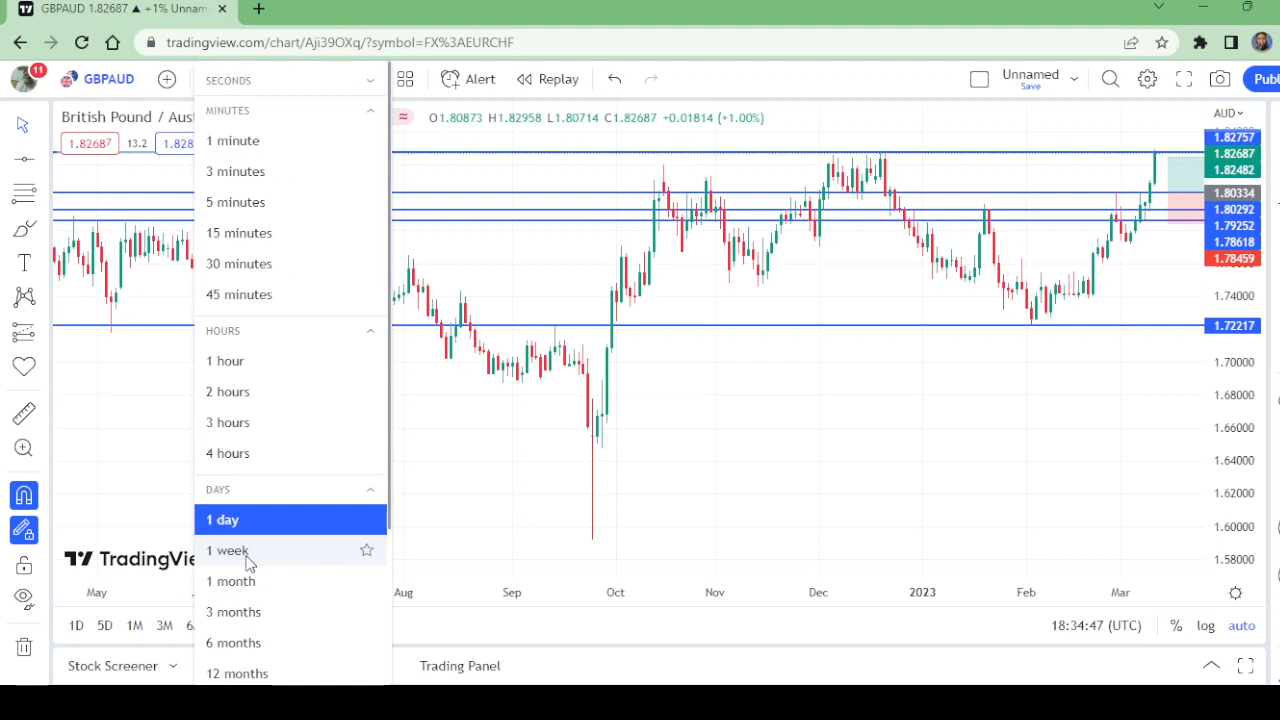 GBPAUD 1.82687 ▲ +1% Unnam
tradingview.com/chart/Aji39OXq/?symbol=FX%3AEURCHF
11
GBPAUD
Alert
Replay
Unnamed
Save
Publ
SECONDS
MINUTES
1 minute
3 minutes
5 minutes
15 minutes
30 minutes
45 minutes
HOURS
1 hour
2 hours
3 hours
4 hours
DAYS
1 day
1 week
1 month
3 months
6 months
12 months
British Pound / Aus
O1.80873 H1.82958 L1.80714 C1.82687 +0.01814 (+1.00%)
1.82687
13.2
1.828
AUD
1.82757
1.82687
1.82482
1.80334
1.80292
1.79252
1.78618
1.78459
1.74000
1.72217
1.70000
1.68000
1.66000
1.64000
1.62000
1.60000
1.58000
TradingVie
May
Aug Sep Oct Nov Dec 2023 Feb Mar
1D 5D 1M 3M 6
18:34:47 (UTC) % log auto
Stock Screener
Trading Panel